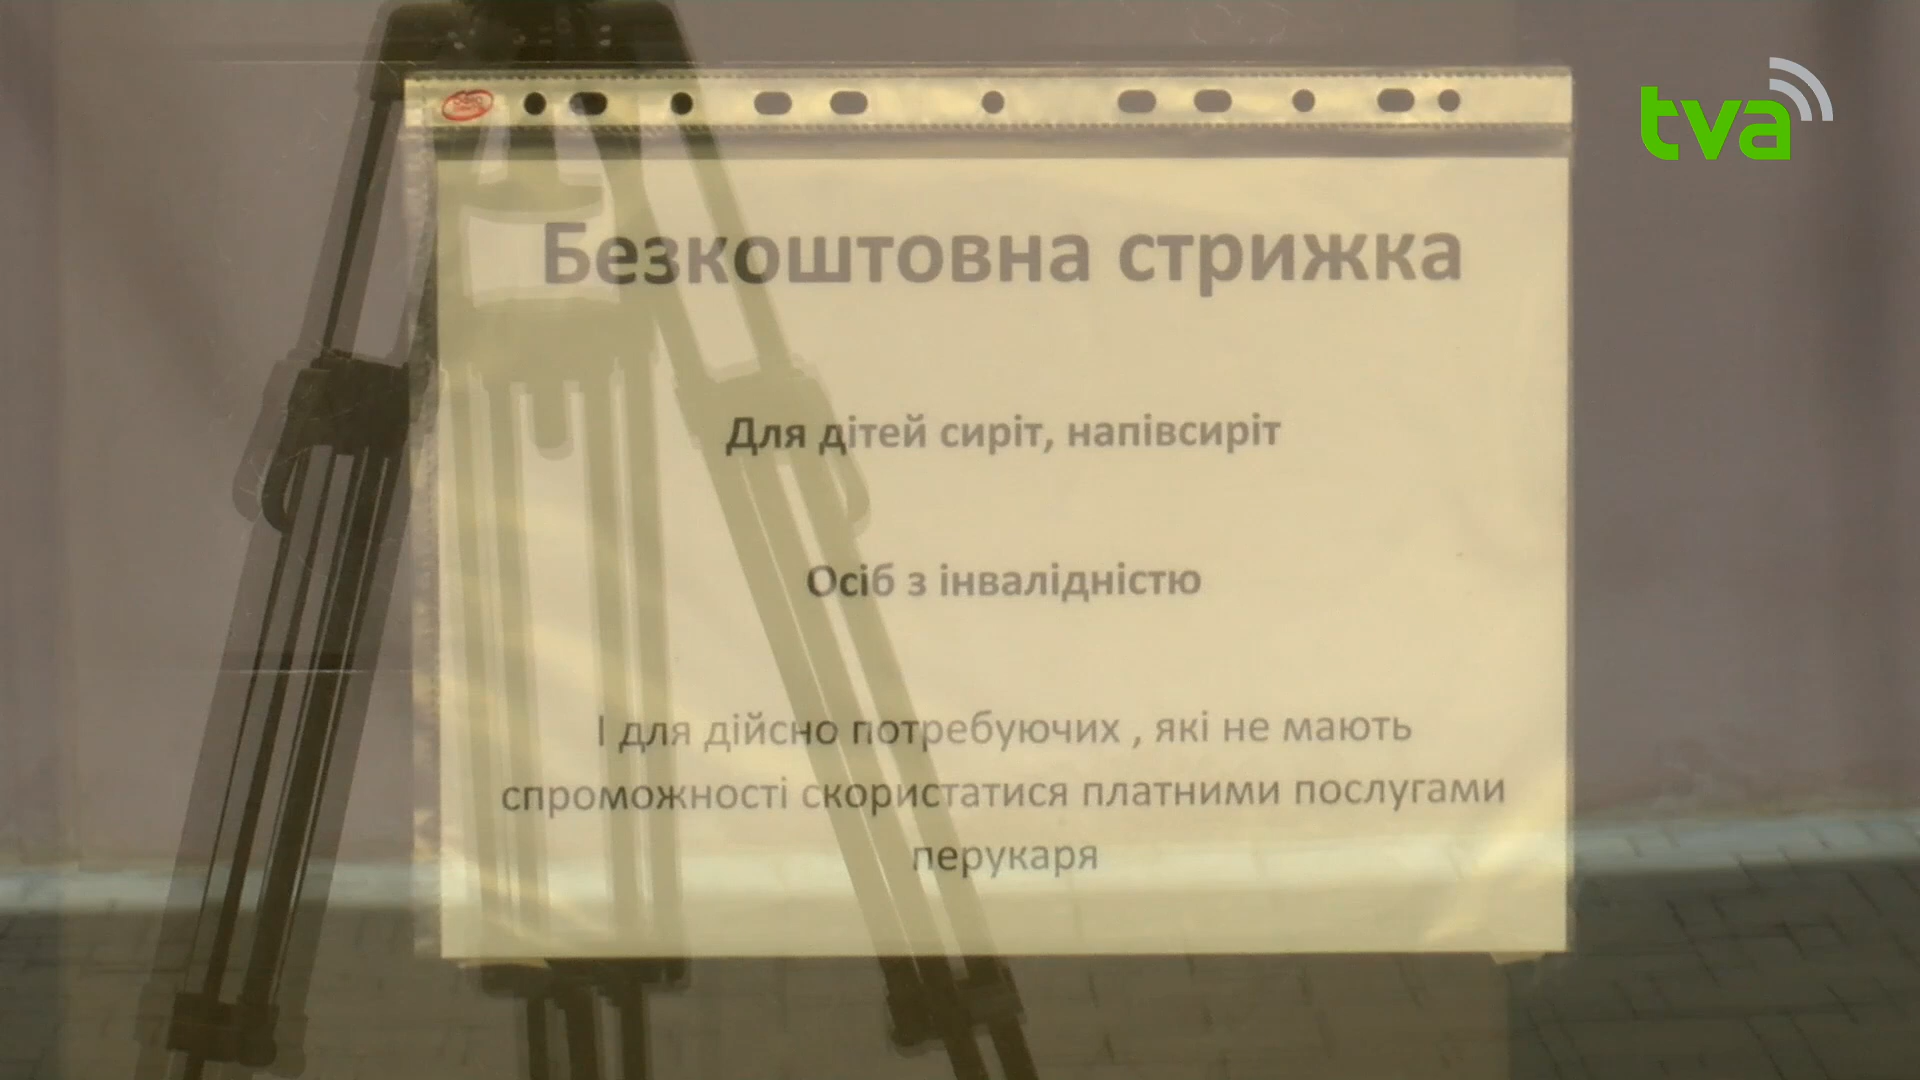 tva
Безкоштовна стрижка
Для дітей сиріт, напівсиріт
Осіб з інвалідністю
І для дійсно потребуючих , які не мають
спроможності скористатися платними послугами
перукаря